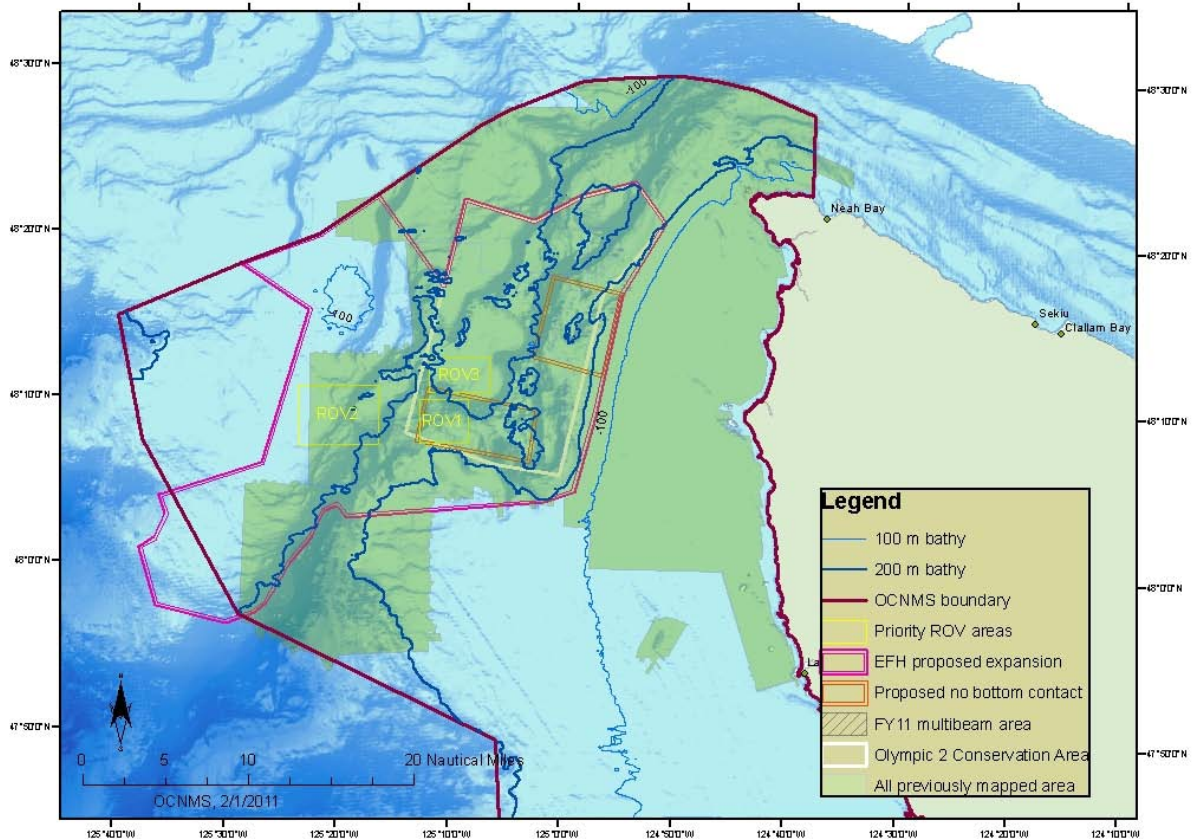 48°30'0"N
48°20'0"N
48°10'0"N
48°0'0"N
47°50'0"N
48°30'0"N
48°20'0"N
48°10'0"N
48°0'0"N
47°50'0"N
-100
-100
-100
Neah Bay
Sekiu
Clallam Bay
ROV3
ROV2
ROV1
La
Legend
100 m bathy
200 m bathy
OCNMS boundary
Priority ROV areas
EFH proposed expansion
Proposed no bottom contact
FY11 multibeam area
Olympic 2 Conservation Area
All previously mapped area
0 5 10 20 Nautical Miles
OCNMS, 2/1/2011
125°40'0"W 125°30'0"W 125°20'0"W 125°10'0"W 125°0'0"W 124°50'0"W 124°40'0"W 124°30'0"W 124°20'0"W 124°10'0"W